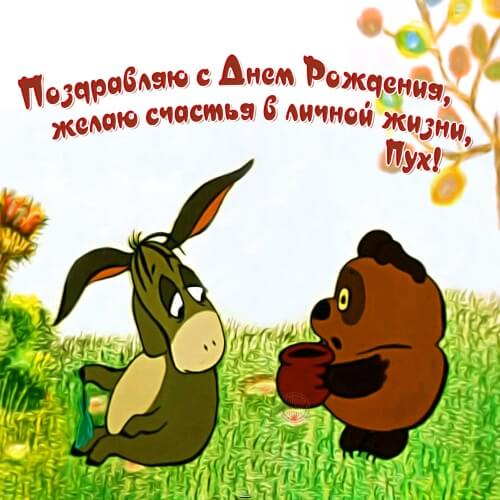 Поздравляю с Днем Рождения,
желаю счастья в личной жизни,
Пух!